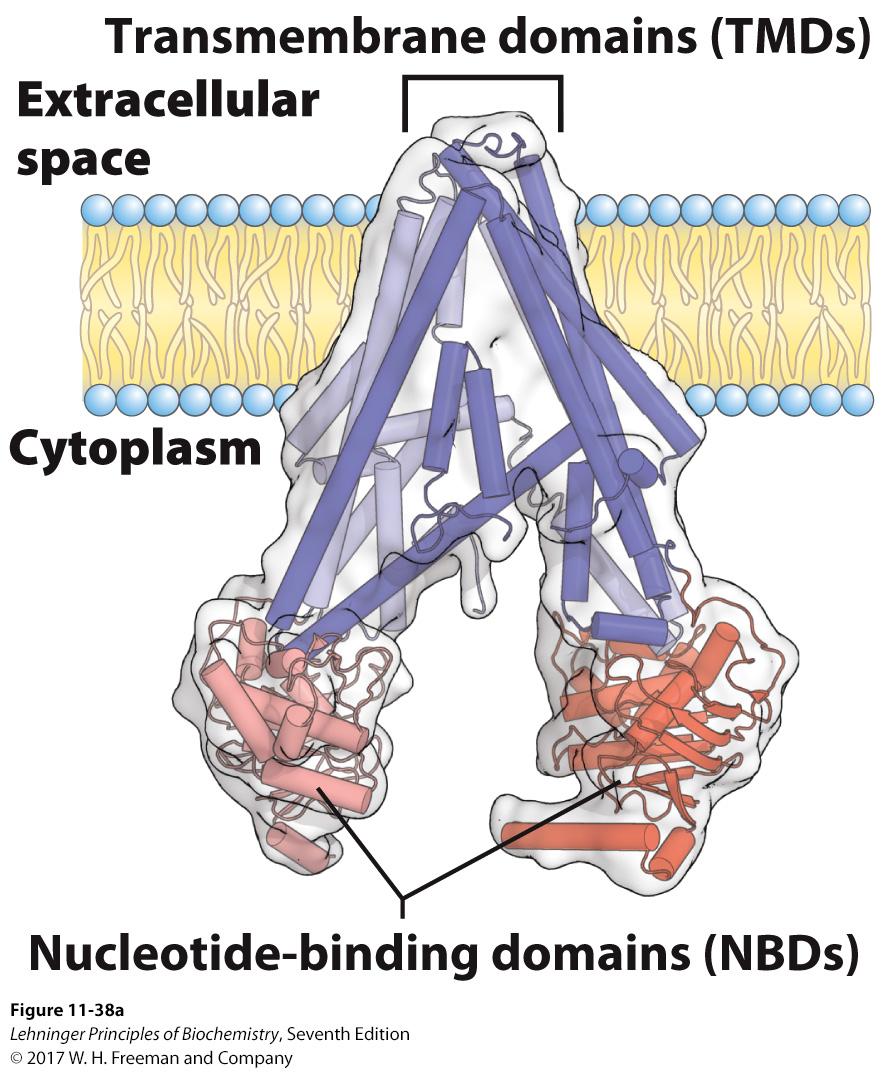 Transmembrane domains (TMDs)
Extracellular
space
Cytoplasm
Nucleotide-binding domains (NBDs)
Figure 11-38a
Lehninger Principles of Biochemistry, Seventh Edition
© 2017 W. H. Freeman and Company